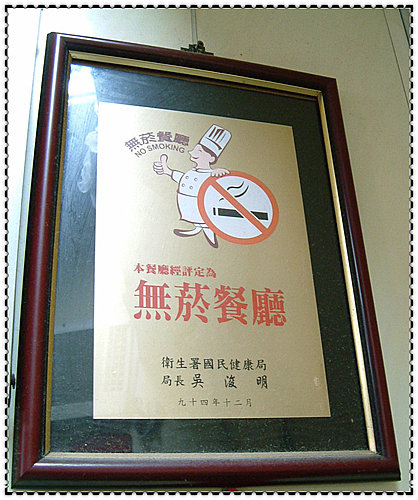 無菸餐廳
NO SMOKING
本餐廳經評定為
無菸餐廳
衛生署國民健康局
局長 吳浚明
九十四年十二月